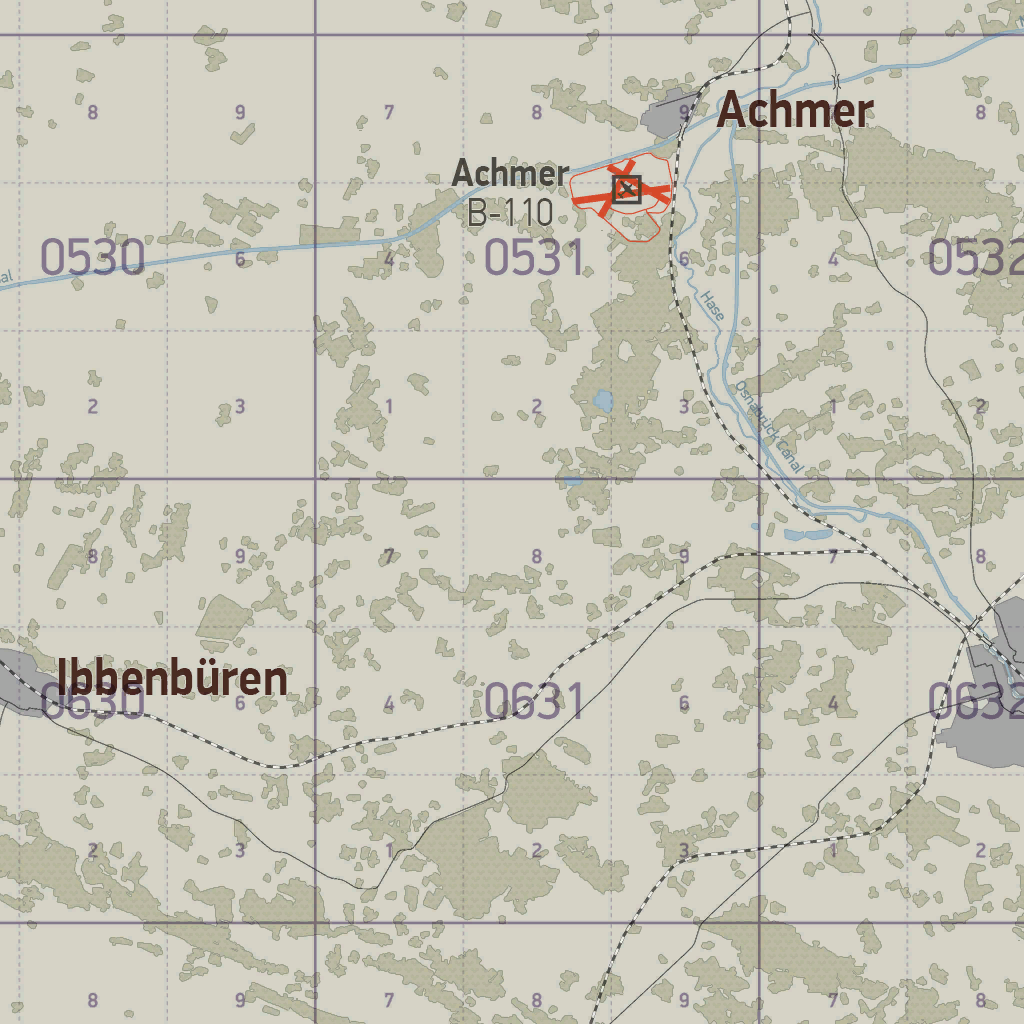 8 9 7 8 9 8
Achmer
Achmer
B-110
0530 6 4 0531 6 4 0532
Hase
2 3 1 2 3 1 2
Osnabrück Canal
8 9 7 8 9 7 8
Ibbenbüren
0630 6 4 0631 6 4 0632
2 3 1 2 3 1 2
8 9 7 8 9 7 8